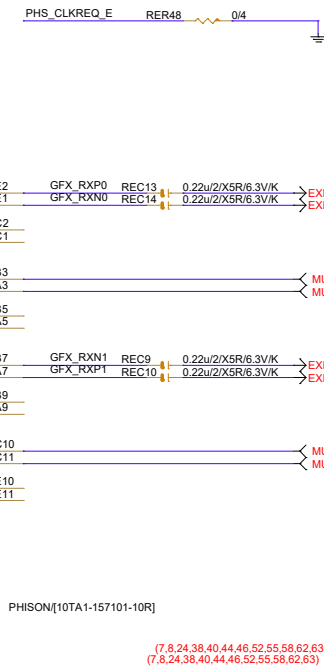 PHS_CLKREQ_E RER48 0/4
E2 GFX_RXP0 REC13 0.22u/2/X5R/6.3V/K
E1 GFX_RXN0 REC14 0.22u/2/X5R/6.3V/K
C2
C1
B3
A3
B5
A5
B7 GFX_RXN1 REC9 0.22u/2/X5R/6.3V/K
A7 GFX_RXP1 REC10 0.22u/2/X5R/6.3V/K
B9
A9
C10
C11
E10
E11
PHISON/[10TA1-157101-10R]
(7,8,24,38,40,44,46,52,55,58,62,63
(7,8,24,38,40,44,46,52,55,58,62,63)